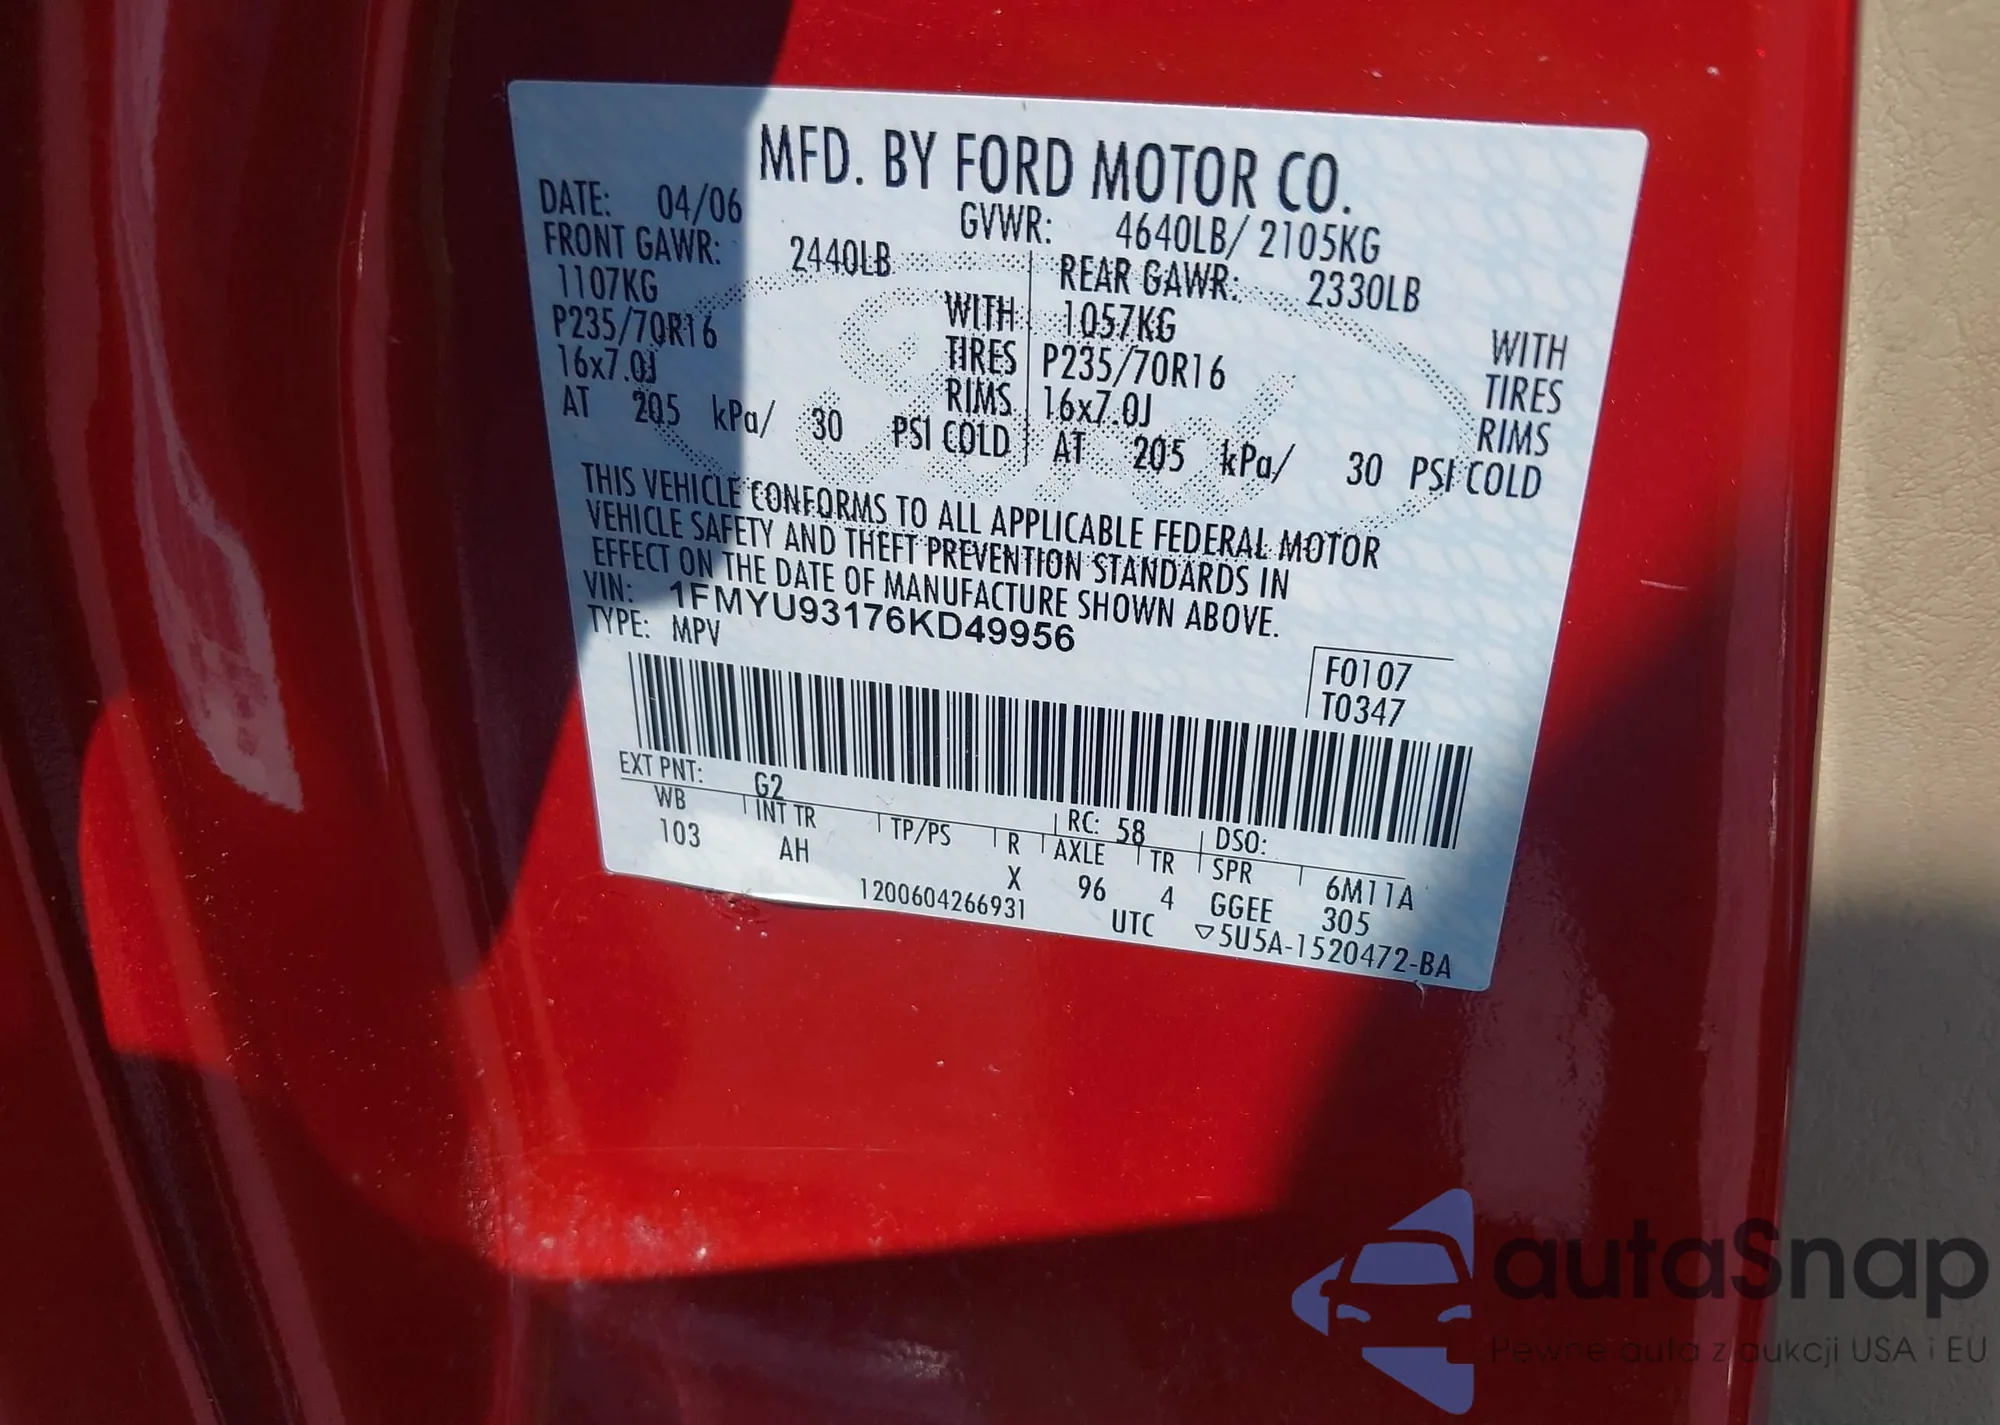 MFD. BY FORD MOTOR CO.
DATE: 04/06 GVWR: 4640LB/ 2105KG
FRONT GAWR: 2440LB REAR GAWR: 2330LB
1107KG WITH 1057KG WITH
P235/70R16 TIRES P235/70R16 TIRES
16x7.0J RIMS 16x7.0J RIMS
AT 205 kPa/ 30 PSI COLD AT 205 kPa/ 30 PSI COLD
THIS VEHICLE CONFORMS TO ALL APPLICABLE FEDERAL MOTOR
VEHICLE SAFETY AND THEFT PREVENTION STANDARDS IN
EFFECT ON THE DATE OF MANUFACTURE SHOWN ABOVE.
VIN: 1FMYU93176KD49956
TYPE: MPV
F0107
T0347
EXT PNT: G2 RC: 58 DSO:
WB INT TR TP/PS R AXLE TR SPR 6M11A
103 AH X 96 4 GGEE 305
1200604266931 UTC ▽5U5A-1520472-BA
autaSnap
Pewne auta z aukcji USA i EU